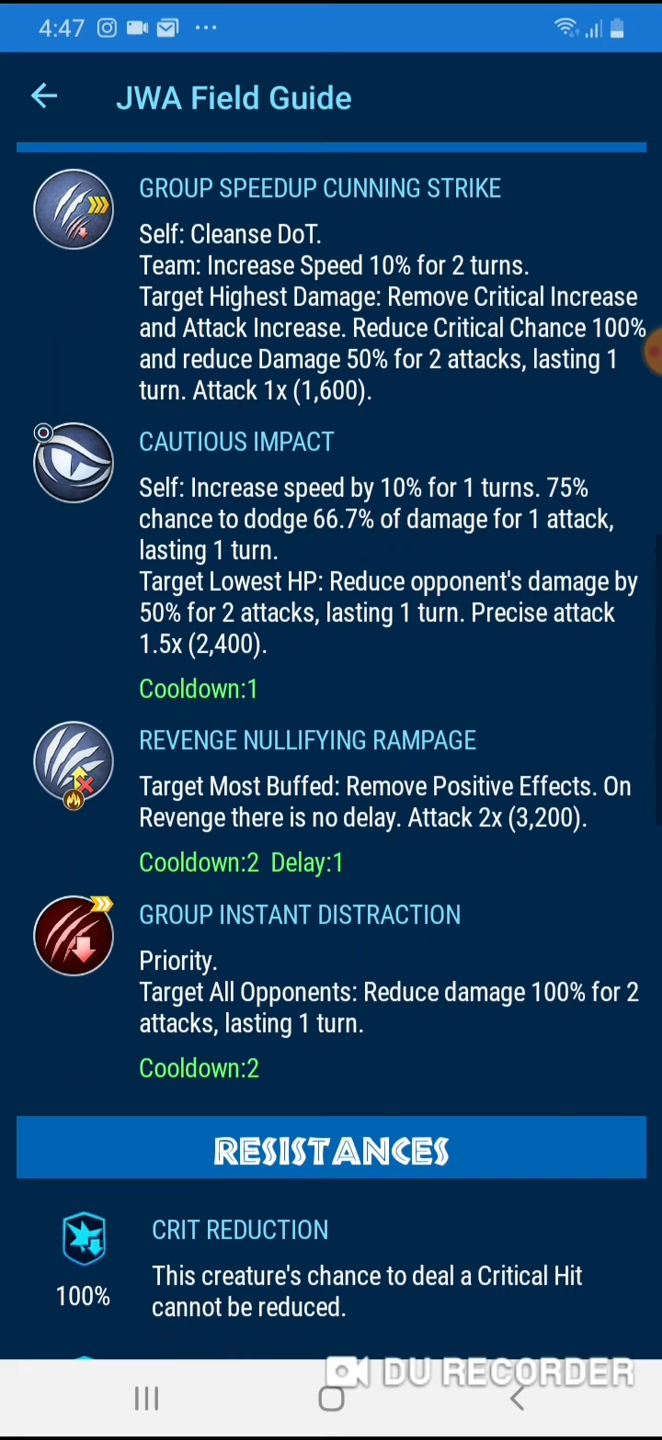 4:47
JWA Field Guide
GROUP SPEEDUP CUNNING STRIKE
Self: Cleanse DoT.
Team: Increase Speed 10% for 2 turns.
Target Highest Damage: Remove Critical Increase
and Attack Increase. Reduce Critical Chance 100%
and reduce Damage 50% for 2 attacks, lasting 1
turn. Attack 1x (1,600).
CAUTIOUS IMPACT
Self: Increase speed by 10% for 1 turns. 75%
chance to dodge 66.7% of damage for 1 attack,
lasting 1 turn.
Target Lowest HP: Reduce opponent's damage by
50% for 2 attacks, lasting 1 turn. Precise attack
1.5x (2,400).
Cooldown:1
REVENGE NULLIFYING RAMPAGE
Target Most Buffed: Remove Positive Effects. On
Revenge there is no delay. Attack 2x (3,200).
Cooldown:2 Delay:1
GROUP INSTANT DISTRACTION
Priority.
Target All Opponents: Reduce damage 100% for 2
attacks, lasting 1 turn.
Cooldown:2
RESISTANCES
CRIT REDUCTION
100%
This creature's chance to deal a Critical Hit
cannot be reduced.
DU RECORDER